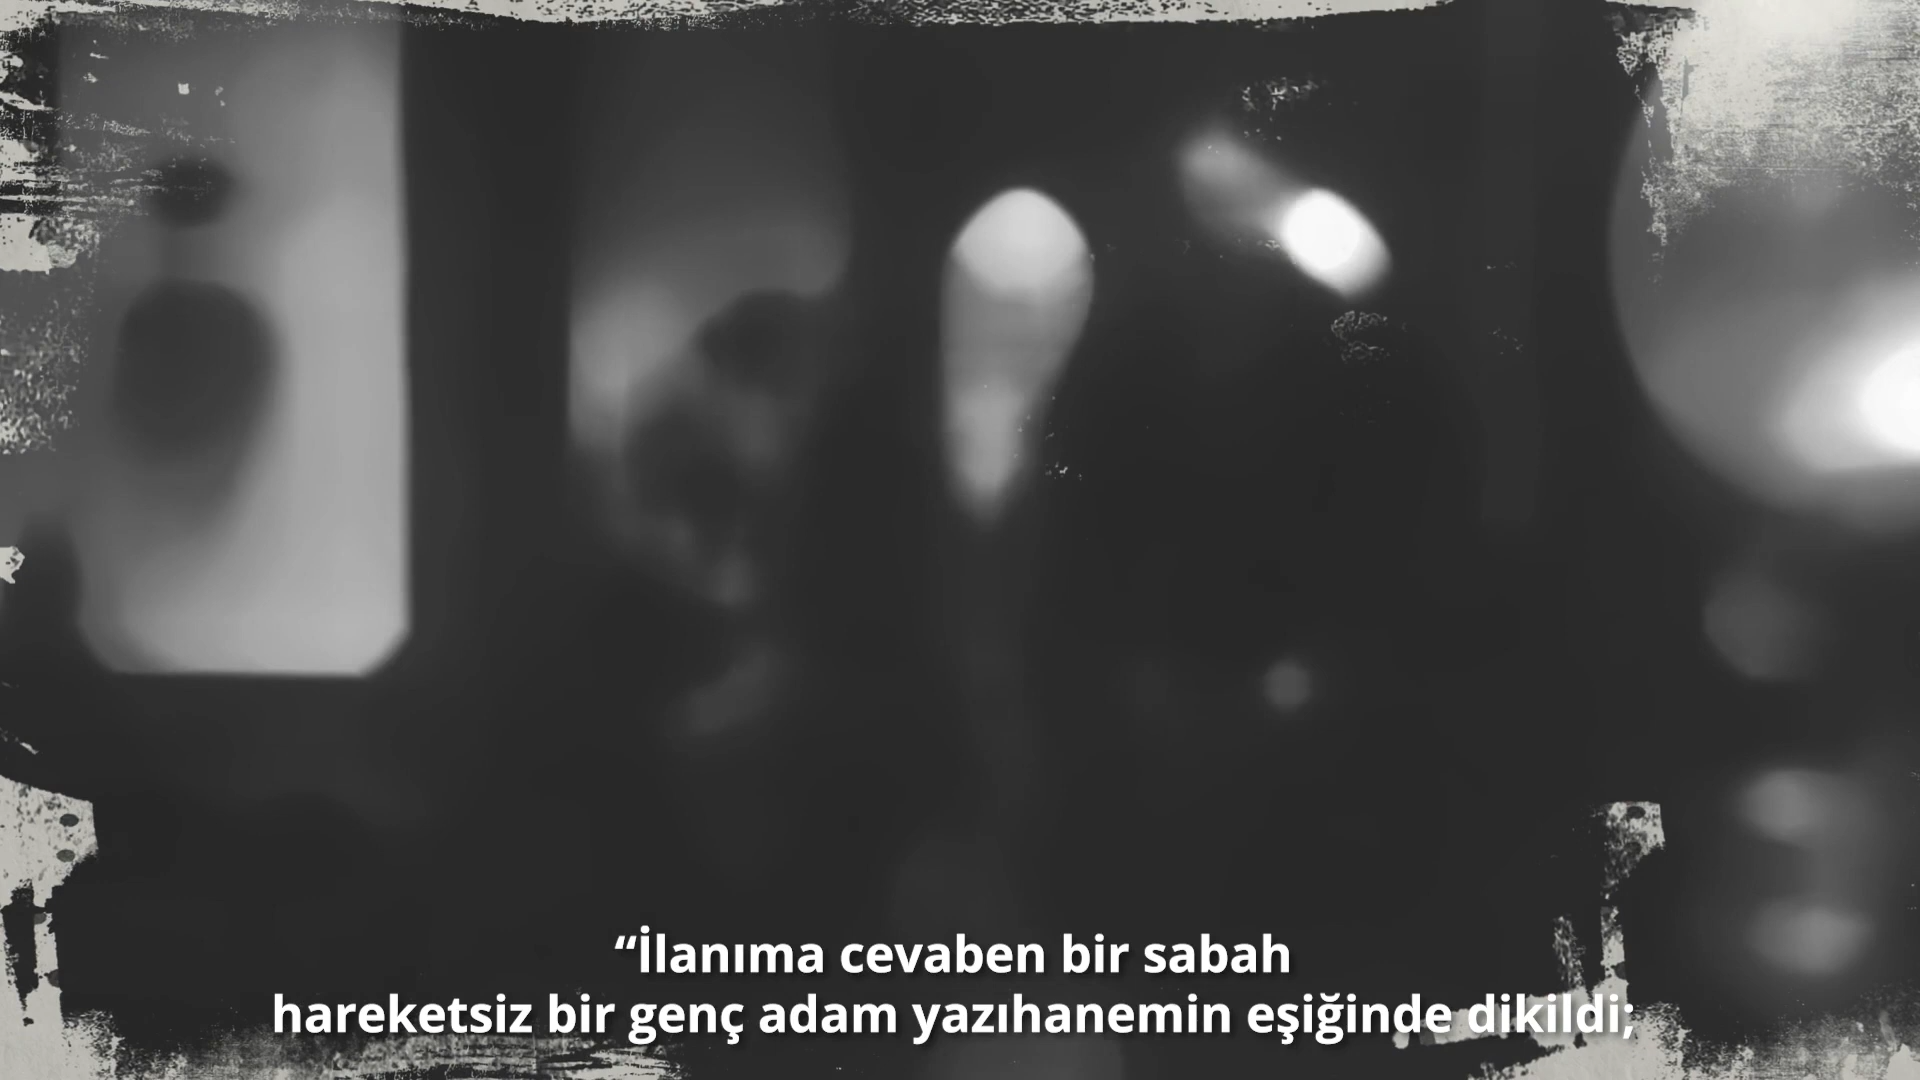 “İlanıma cevaben bir sabah
hareketsiz bir genç adam yazıhanemin eşiğinde dikildi;